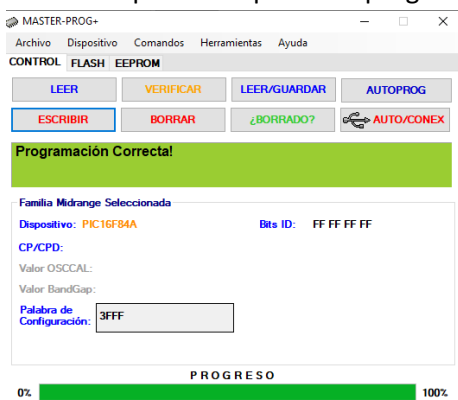 MASTER-PROG+
Archivo Dispositivo Comandos Herramientas Ayuda
CONTROL FLASH EEPROM
LEER VERIFICAR LEER/GUARDAR AUTOPROG
ESCRIBIR BORRAR ¿BORRADO? AUTO/CONEX
Programación Correcta!
Familia Midrange Seleccionada
Dispositivo: PIC16F84A Bits ID: FF FF FF FF
CP/CPD:
Valor OSCCAL:
Valor BandGap:
Palabra de
Configuración: 3FFF
PROGRESO
0% 100%